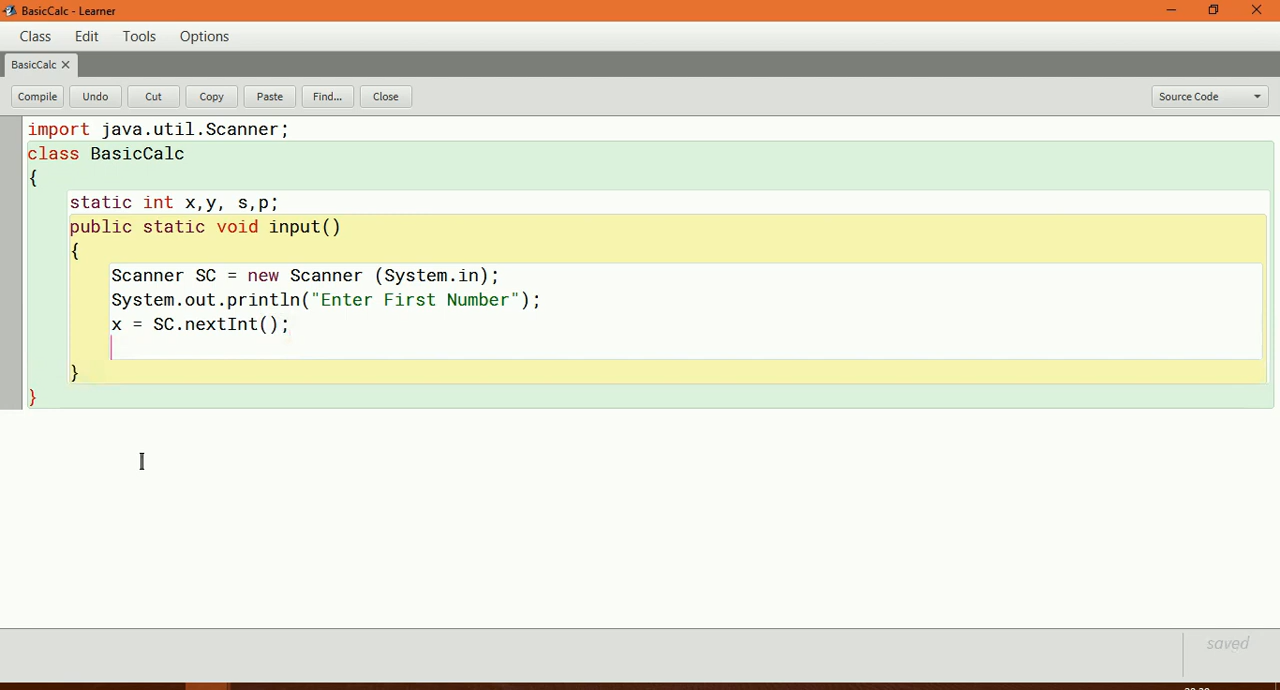 BasicCalc - Learner
Class Edit Tools Options
BasicCalc
Compile Undo Cut Copy Paste Find... Close Source Code
import java.util.Scanner;
class BasicCalc
{
static int x,y, s,p;
public static void input()
{
Scanner SC = new Scanner (System.in);
System.out.println("Enter First Number");
x = SC.nextInt();
}
}
saved